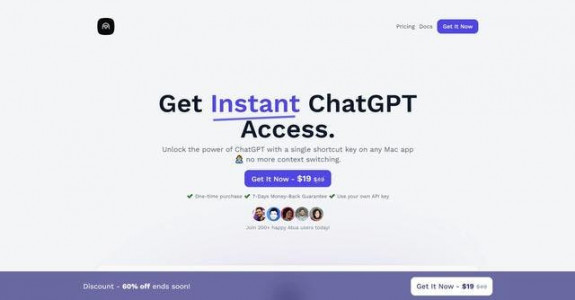 Pricing Docs Get It Now
Get Instant ChatGPT
Access.
Unlock the power of ChatGPT with a single shortcut key on any Mac app
no more context switching.
Get It Now - $19 $49
One-time purchase 7-Days Money-Back Guarantee Use your own API key
Join 300+ happy users today!
Discount - 60% off ends soon!
Get It Now - $19 $49